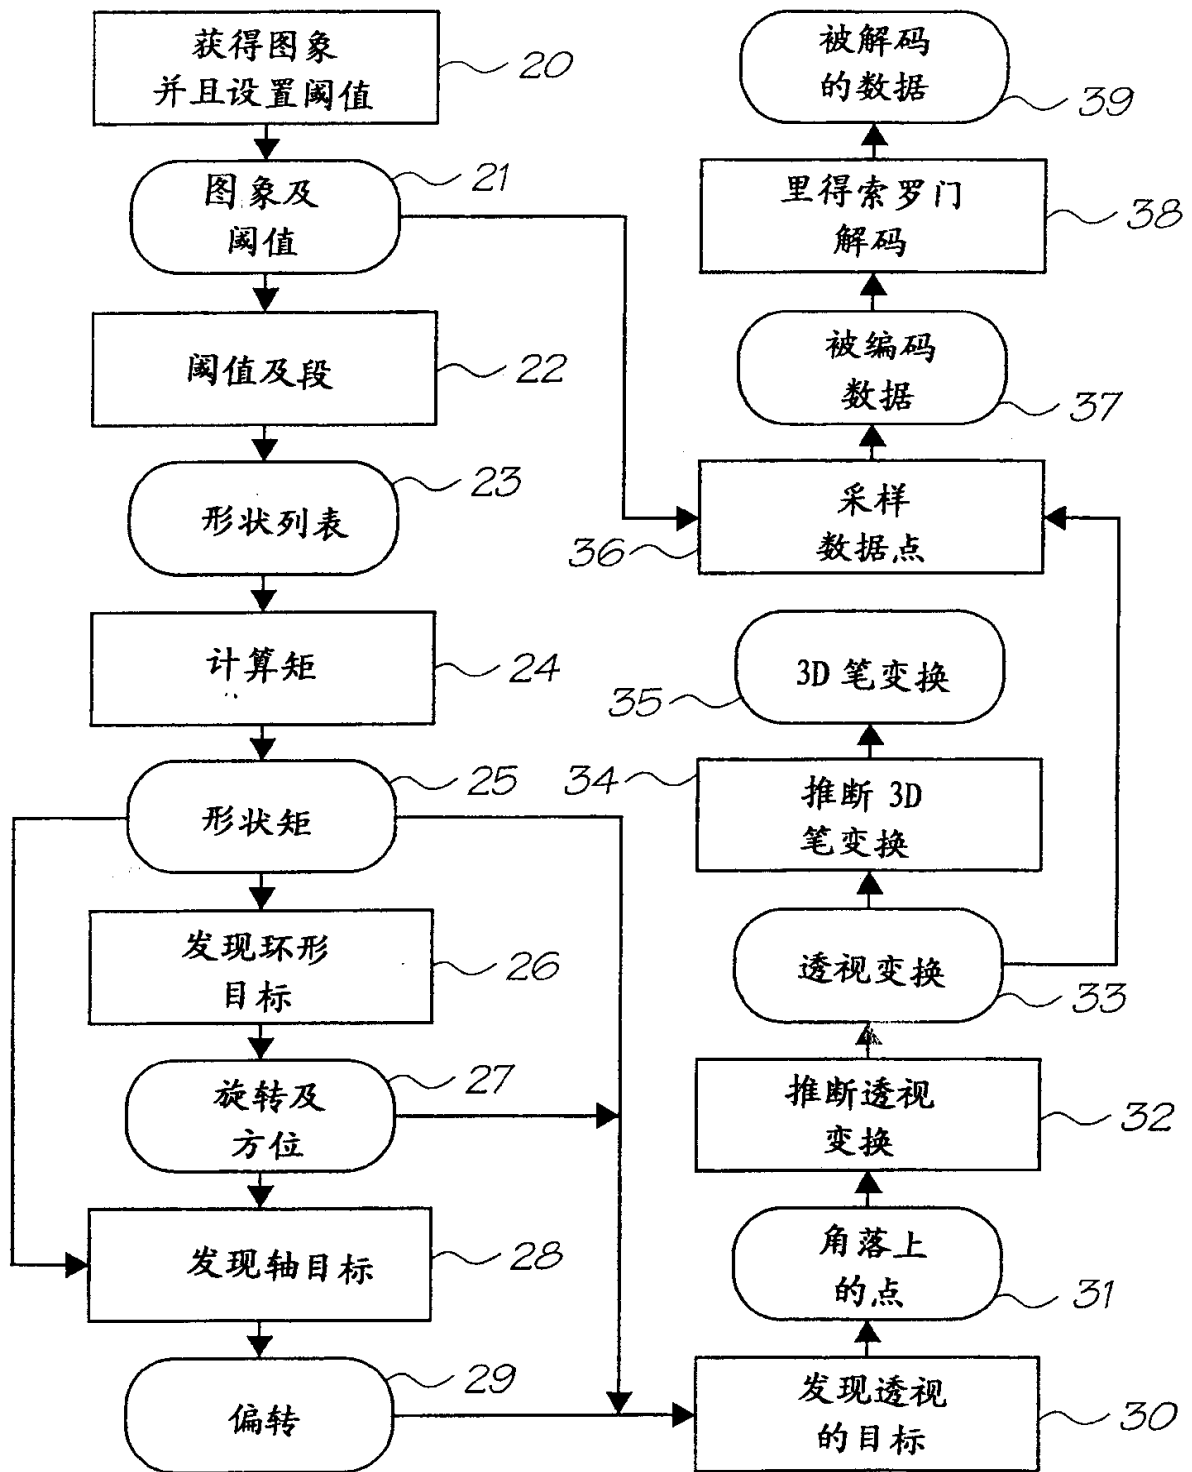 获得图象
并且设置阈值
20
图象及
阈值
21
阈值及段
22
形状列表
23
计算矩
24
形状矩
25
发现环形
目标
26
旋转及
方位
27
发现轴目标
28
偏转
29
发现透视
的目标
30
角落上
的点
31
推断透视
变换
32
透视变换
33
推断 3D
笔变换
34
3D 笔变换
35
采样
数据点
36
被编码
数据
37
里得索罗门
解码
38
被解码
的数据
39